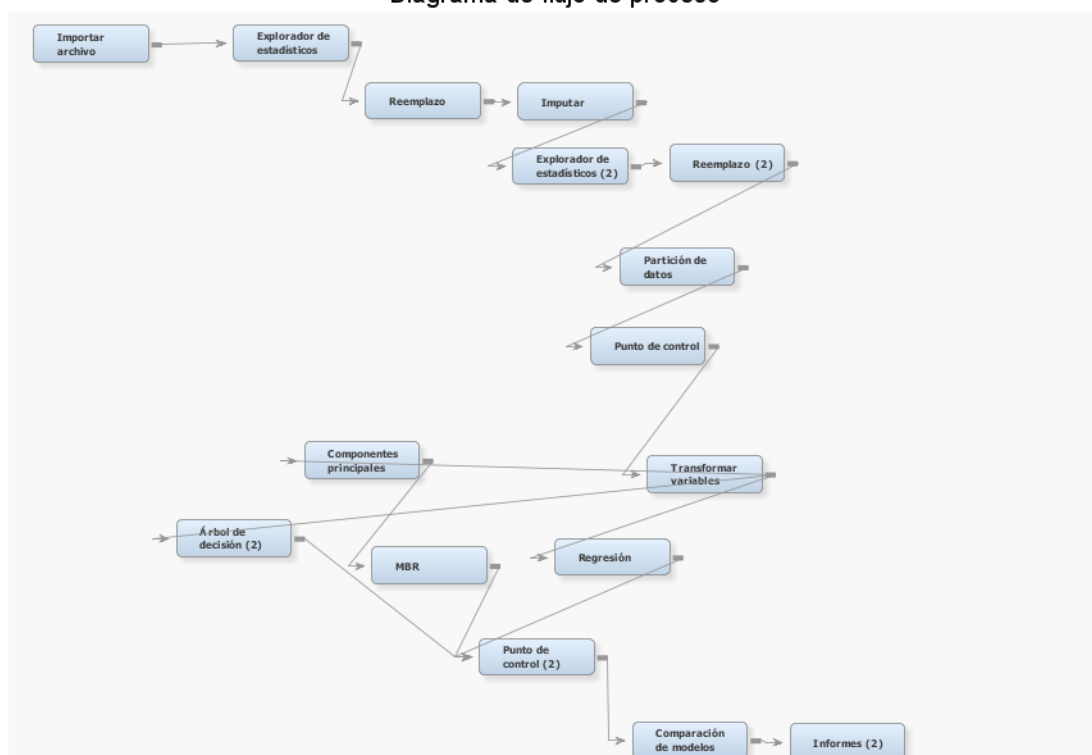 Diagrama de flujo de proceso
Importar
archivo
Explorador de
estadísticos
Reemplazo
Imputar
Explorador de
estadísticos (2)
Reemplazo (2)
Partición de
datos
Punto de control
Componentes
principales
Transformar
variables
Árbol de
decisión (2)
MBR
Regresión
Punto de
control (2)
Comparación
de modelos
Informes (2)